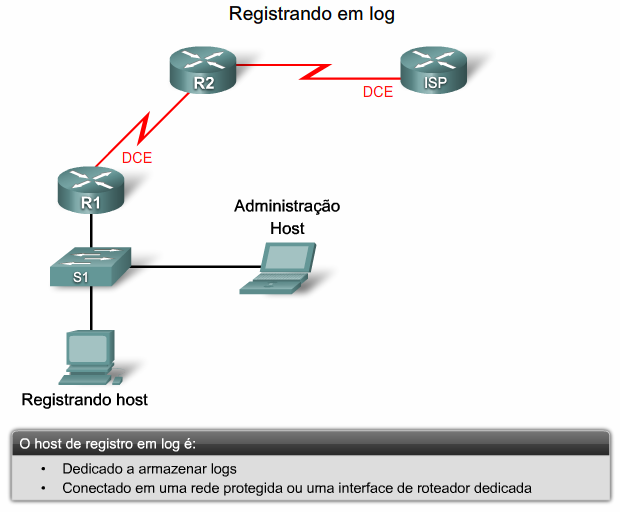 Registrando em log
R2
ISP
DCE
DCE
R1
Administração
Host
S1
Registrando host
O host de registro em log é:
• Dedicado a armazenar logs
• Conectado em uma rede protegida ou uma interface de roteador dedicada